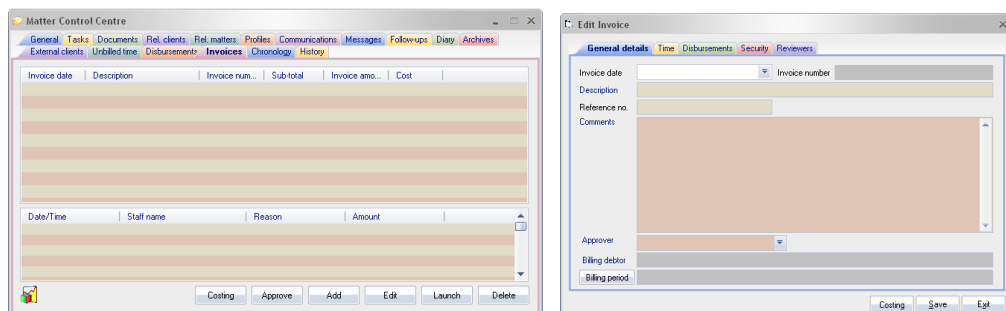 Matter Control Centre
General Tasks Documents Rel. clients Rel. matters Profiles Communications Messages Follow-ups Diary Archives
External clients Unbilled time Disbursements Invoices Chronology History
Invoice date Description Invoice num... Sub-total Invoice amo... Cost
Date/Time Staff name Reason Amount
Costing Approve Add Edit Launch Delete
Edit Invoice
General details Time Disbursements Security Reviewers
Invoice date Invoice number
Description
Reference no.
Comments
Approver
Billing debtor
Billing period
Costing Save Exit